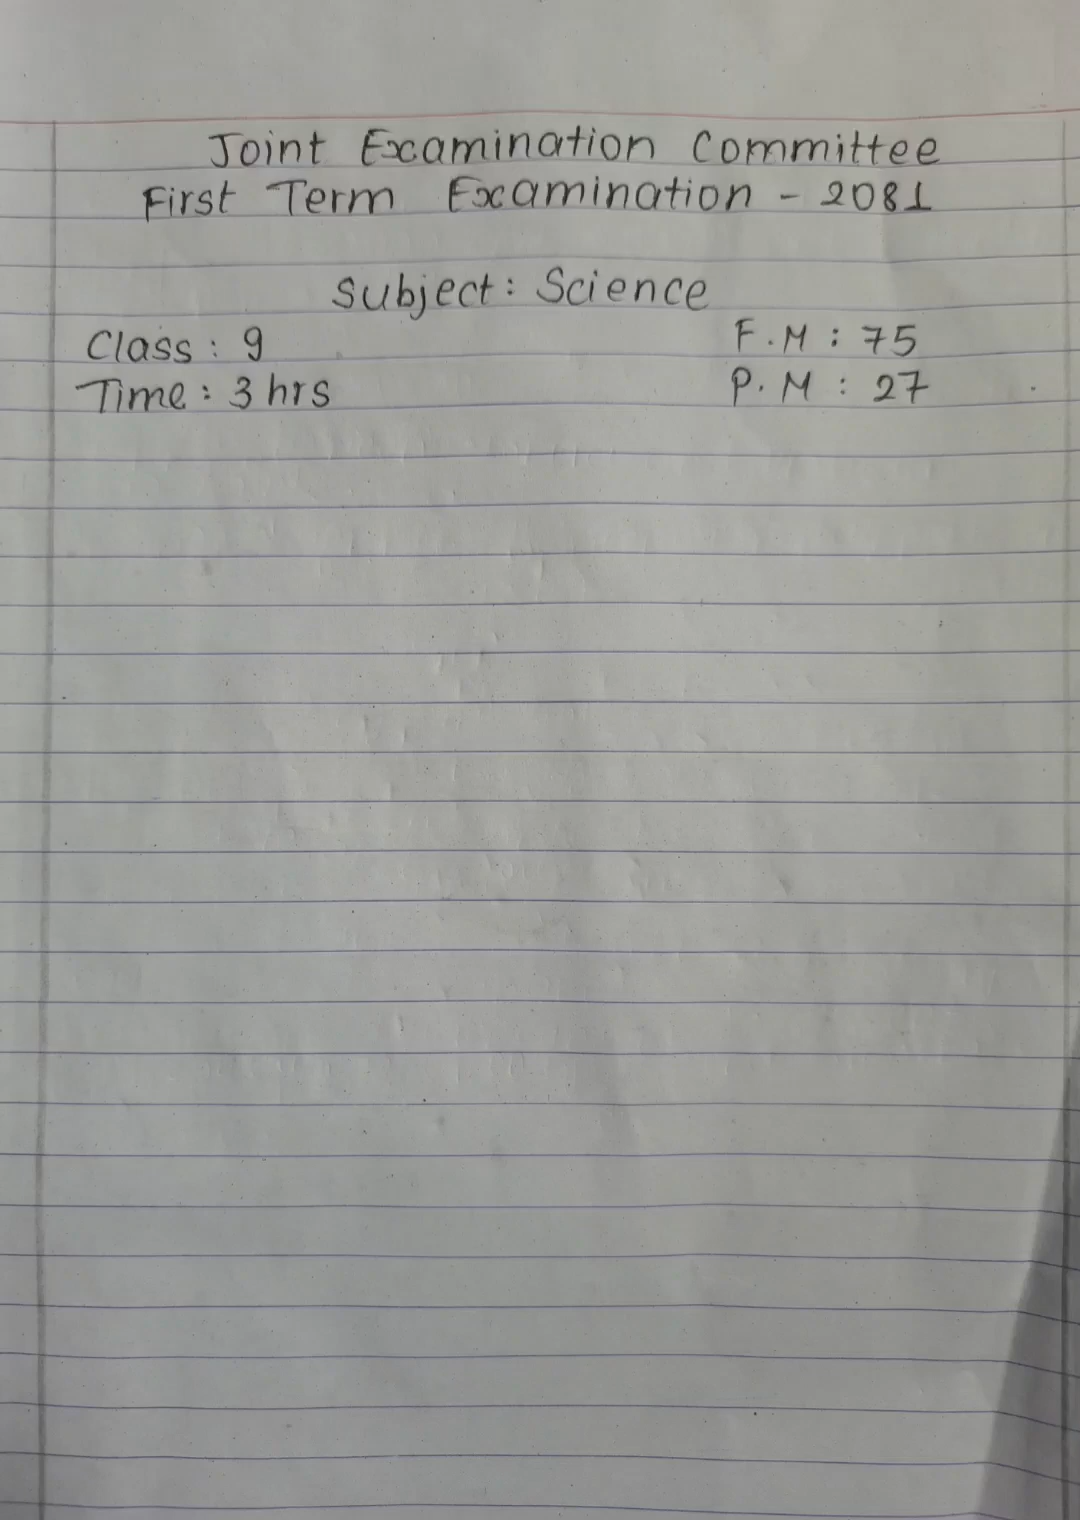 Joint Examination Committee
First Term Examination - 2081
Subject: Science
Class : 9 F.M : 75
Time : 3 hrs P.M : 27